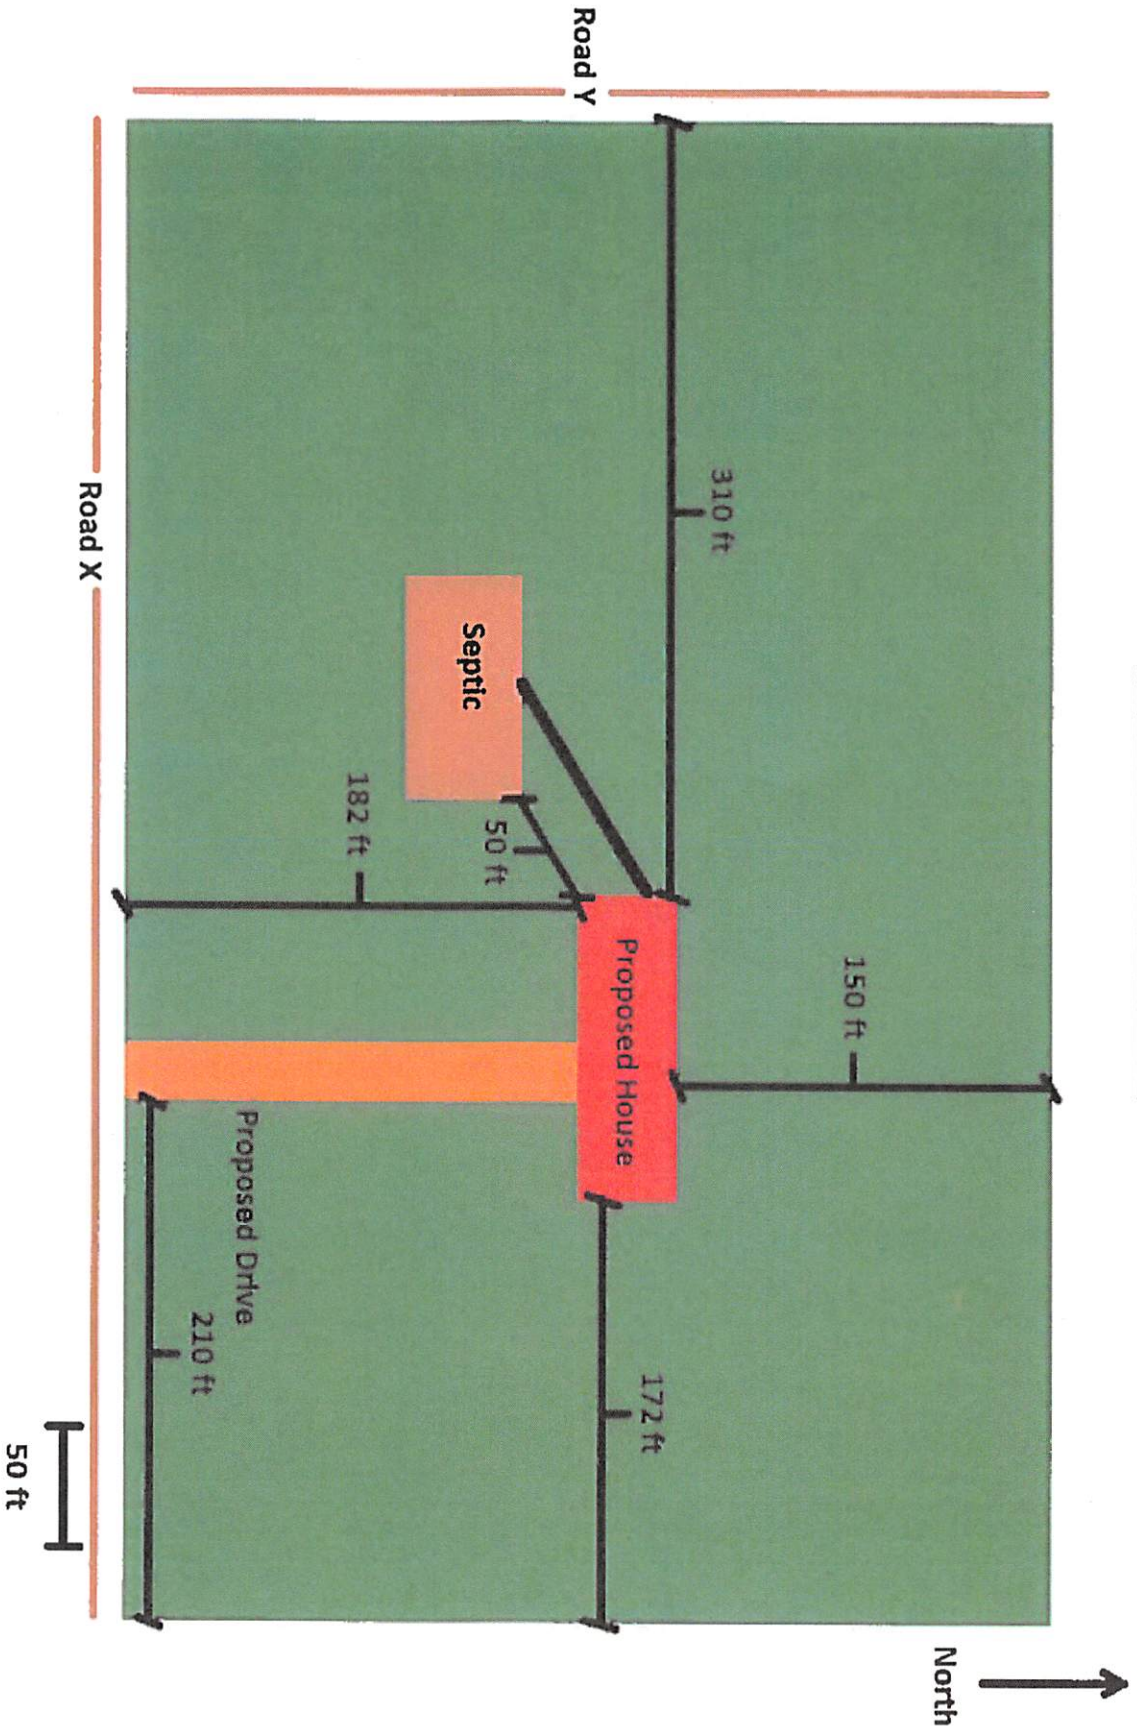 North
150 ft
310 ft
172 ft
Proposed House
Road Y
50 ft
Septic
182 ft
Proposed Drive
210 ft
Road X
50 ft